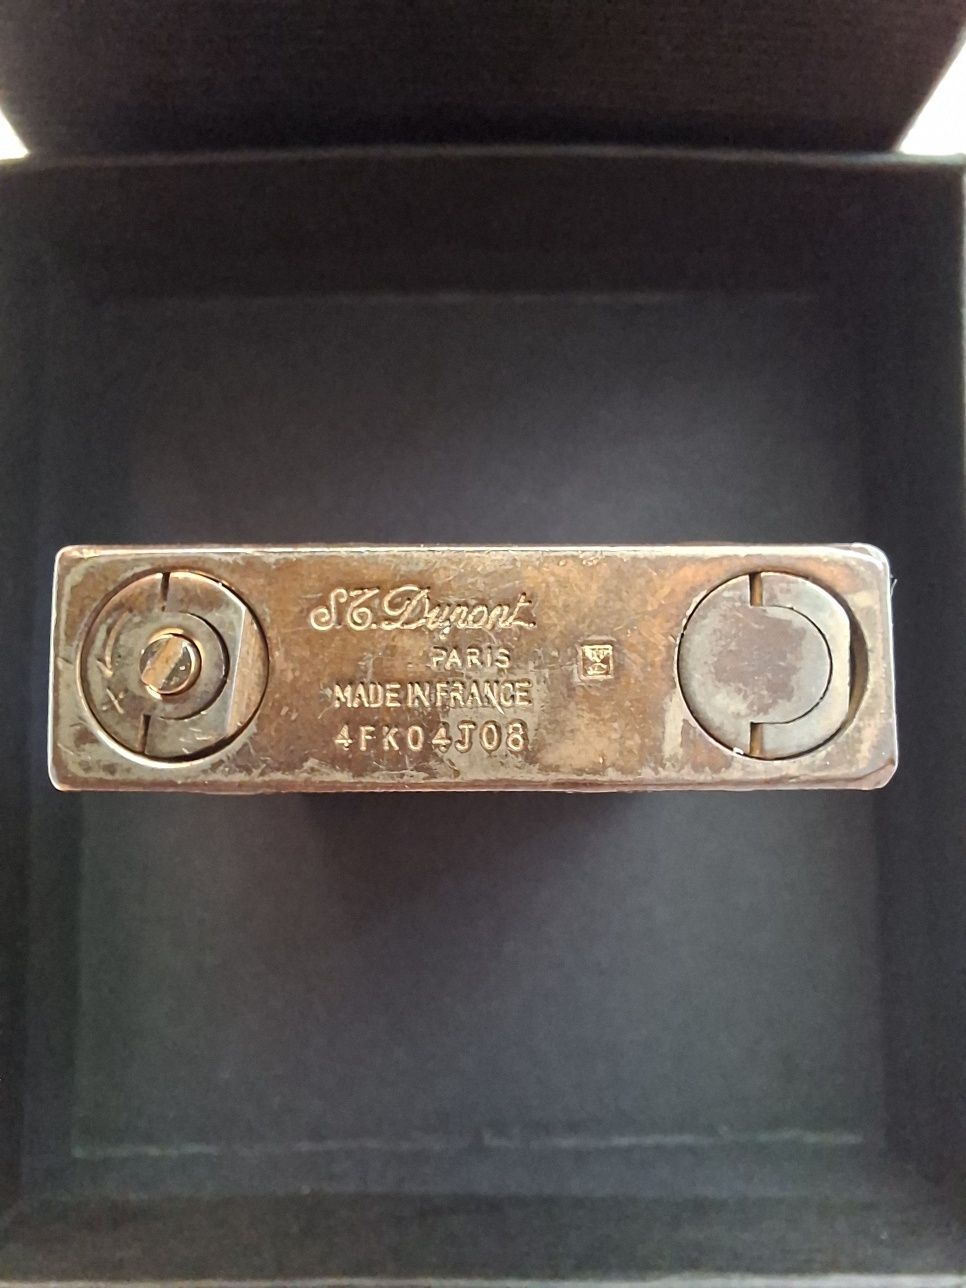 S.T. Dupont
PARIS
MADE IN FRANCE
4FK04J08